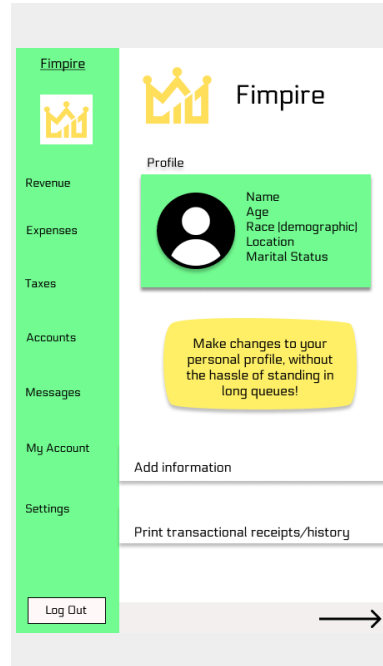 Fimpire
Revenue
Expenses
Taxes
Accounts
Messages
My Account
Settings
Log Out
Fimpire
Profile
Name
Age
Race (demographic)
Location
Marital Status
Make changes to your
personal profile, without
the hassle of standing in
long queues!
Add information
Print transactional receipts/history